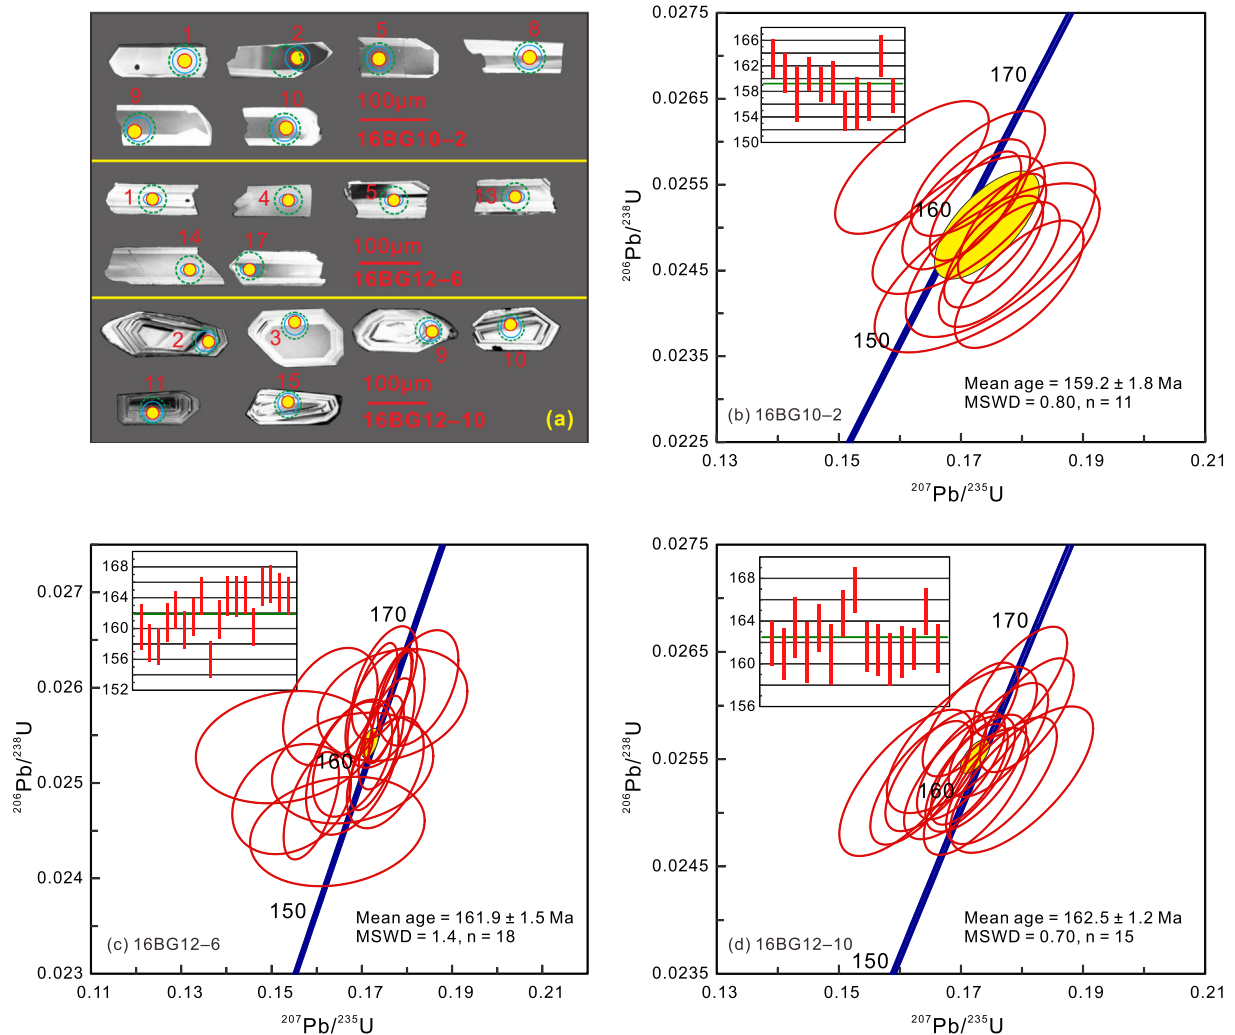 1 2 5 8
9 10 100µm
16BG10–2
1 4 5 13
14 17 100µm
16BG12–6
2 3 9 10
11 15 100µm
16BG12–10
(a)
0.0275
0.0265
0.0255
0.0245
0.0235
0.0225
²⁰⁶Pb/²³⁸U
166
162
158
154
150
170
160
150
Mean age = 159.2 ± 1.8 Ma
MSWD = 0.80, n = 11
(b) 16BG10–2
0.13 0.15 0.17 0.19 0.21
²⁰⁷Pb/²³⁵U
0.027
0.026
0.025
0.024
0.023
²⁰⁶Pb/²³⁸U
168
164
160
156
152
170
160
150
Mean age = 161.9 ± 1.5 Ma
MSWD = 1.4, n = 18
(c) 16BG12–6
0.11 0.13 0.15 0.17 0.19 0.21
²⁰⁷Pb/²³⁵U
0.0275
0.0265
0.0255
0.0245
0.0235
²⁰⁶Pb/²³⁸U
168
164
160
156
170
160
150
Mean age = 162.5 ± 1.2 Ma
MSWD = 0.70, n = 15
(d) 16BG12–10
0.13 0.15 0.17 0.19 0.21
²⁰⁷Pb/²³⁵U